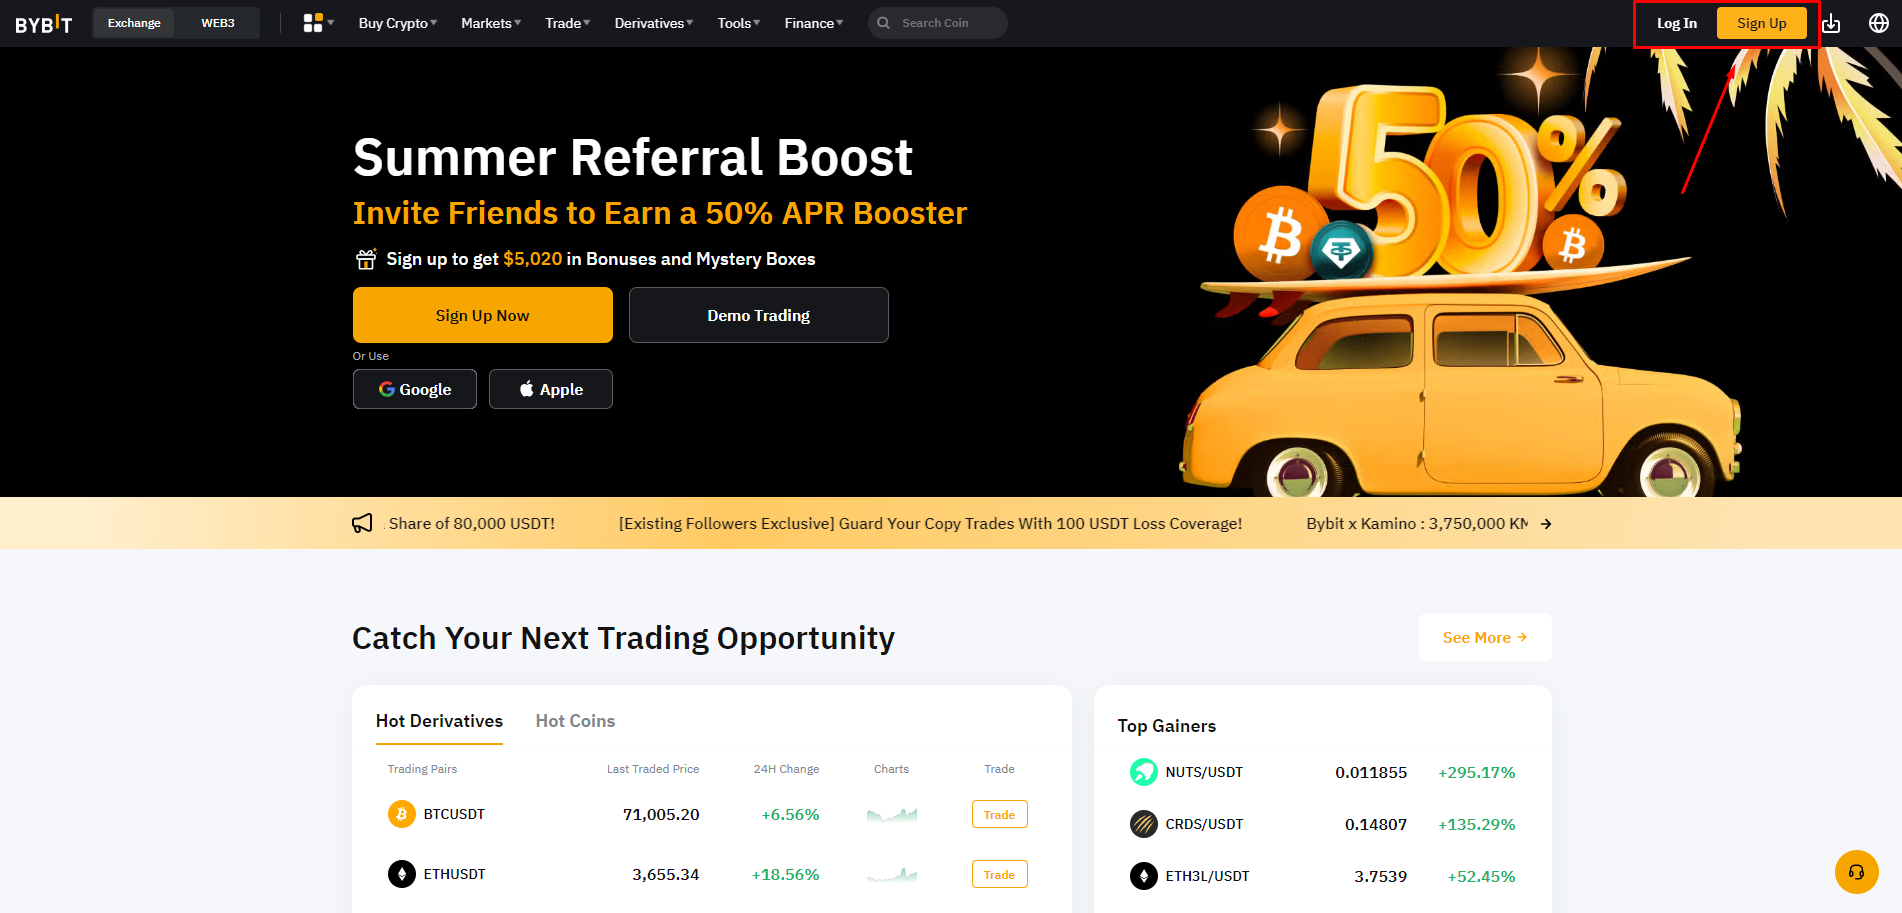 BYBIT Exchange WEB3 Buy Crypto Markets Trade Derivatives Tools Finance Search Coin Log In Sign Up
Summer Referral Boost
Invite Friends to Earn a 50% APR Booster
Sign up to get $5,020 in Bonuses and Mystery Boxes
Sign Up Now Demo Trading
Or Use
Google Apple
50%
Share of 80,000 USDT! [Existing Followers Exclusive] Guard Your Copy Trades With 100 USDT Loss Coverage! Bybit x Kamino : 3,750,000
Catch Your Next Trading Opportunity
See More
Hot Derivatives Hot Coins
Trading Pairs Last Traded Price 24H Change Charts Trade
BTCUSDT 71,005.20 +6.56% Trade
ETHUSDT 3,655.34 +18.56% Trade
Top Gainers
NUTS/USDT 0.011855 +295.17%
CRDS/USDT 0.14807 +135.29%
ETH3L/USDT 3.7539 +52.45%